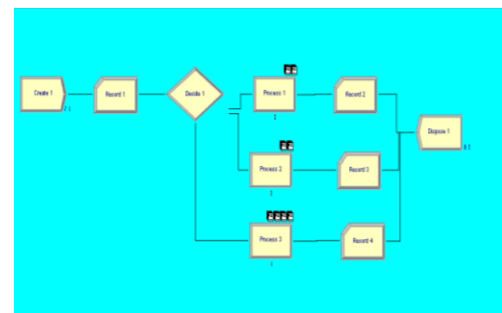 Create 1
Record 1
Decide 1
Process 1
Record 2
Dispose 1
Process 2
Record 3
Process 3
Record 4